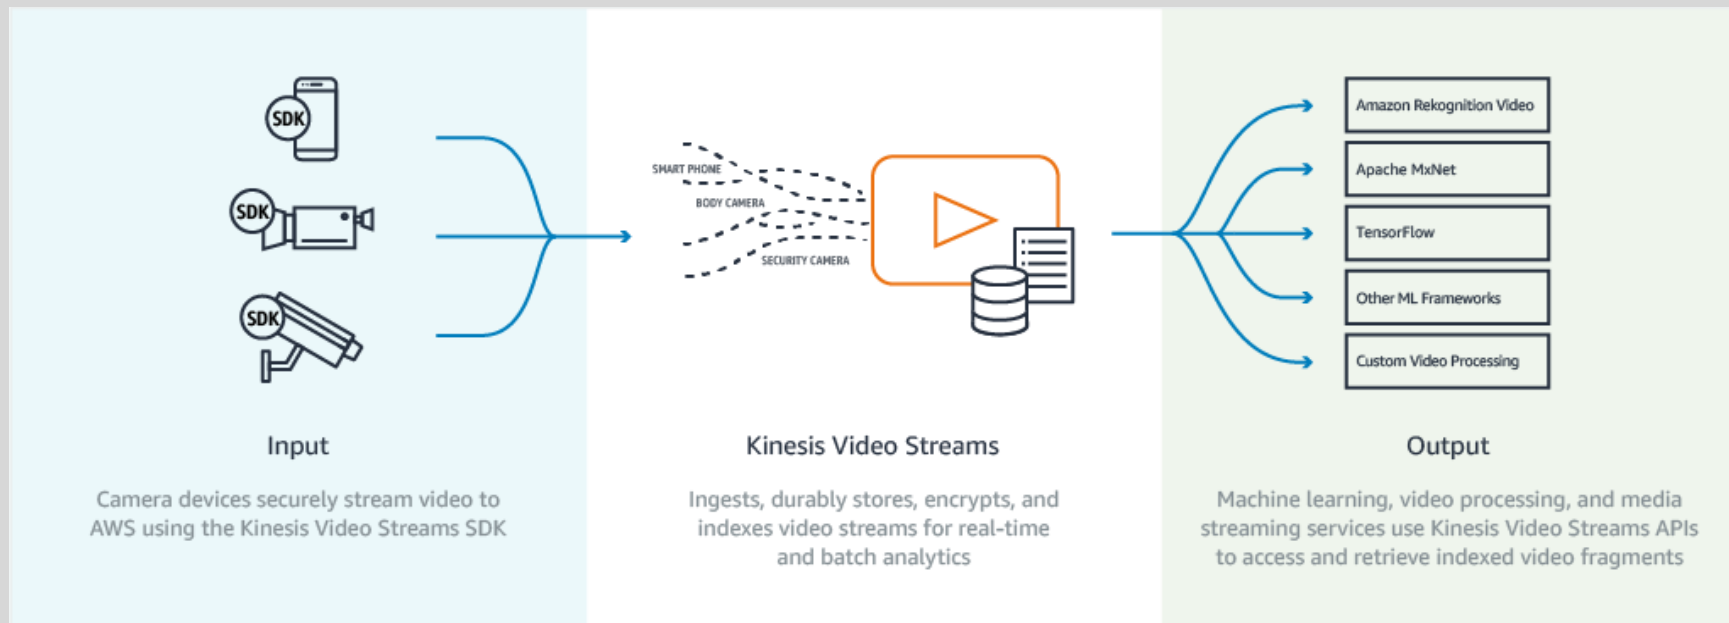 SDK
SDK
SDK
Input
Camera devices securely stream video to
AWS using the Kinesis Video Streams SDK
SMART PHONE
BODY CAMERA
SECURITY CAMERA
Kinesis Video Streams
Ingests, durably stores, encrypts, and
indexes video streams for real-time
and batch analytics
Amazon Rekognition Video
Apache MxNet
TensorFlow
Other ML Frameworks
Custom Video Processing
Output
Machine learning, video processing, and media
streaming services use Kinesis Video Streams APIs
to access and retrieve indexed video fragments